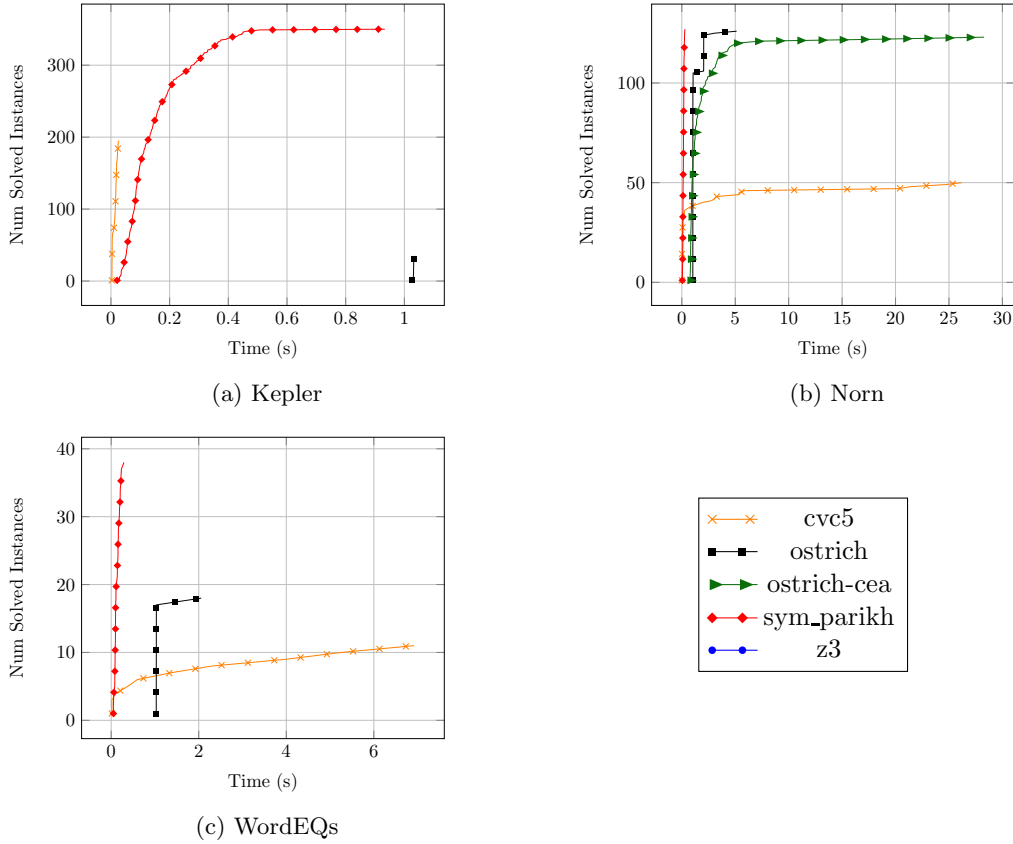 Num Solved Instances
300
200
100
0
0
0.2
0.4
0.6
0.8
1
Time (s)
(a) Kepler
Num Solved Instances
100
50
0
0
5
10
15
20
25
30
Time (s)
(b) Norn
Num Solved Instances
40
30
20
10
0
0
2
4
6
Time (s)
(c) WordEQs
cvc5
ostrich
ostrich-cea
sym_parikh
z3